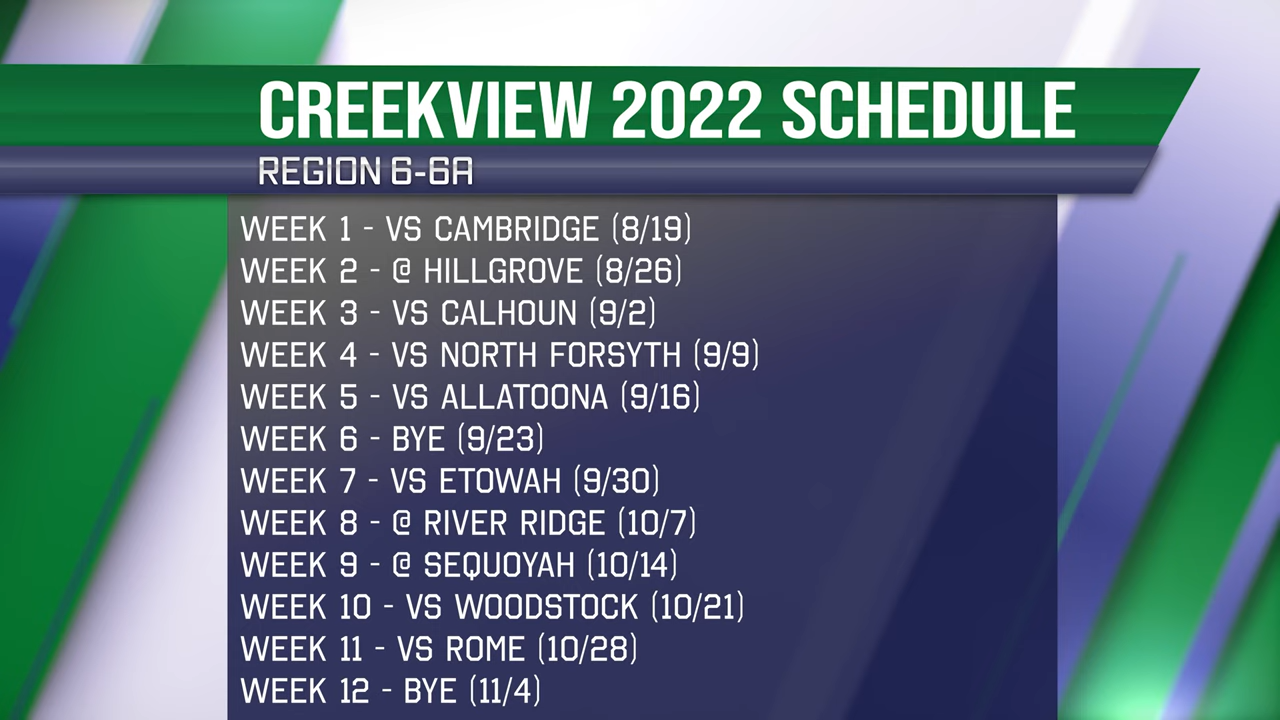 CREEKVIEW 2022 SCHEDULE
REGION 6-6A
WEEK 1 - VS CAMBRIDGE (8/19)
WEEK 2 - @ HILLGROVE (8/26)
WEEK 3 - VS CALHOUN (9/2)
WEEK 4 - VS NORTH FORSYTH (9/9)
WEEK 5 - VS ALLATOONA (9/16)
WEEK 6 - BYE (9/23)
WEEK 7 - VS ETOWAH (9/30)
WEEK 8 - @ RIVER RIDGE (10/7)
WEEK 9 - @ SEQUOYAH (10/14)
WEEK 10 - VS WOODSTOCK (10/21)
WEEK 11 - VS ROME (10/28)
WEEK 12 - BYE (11/4)